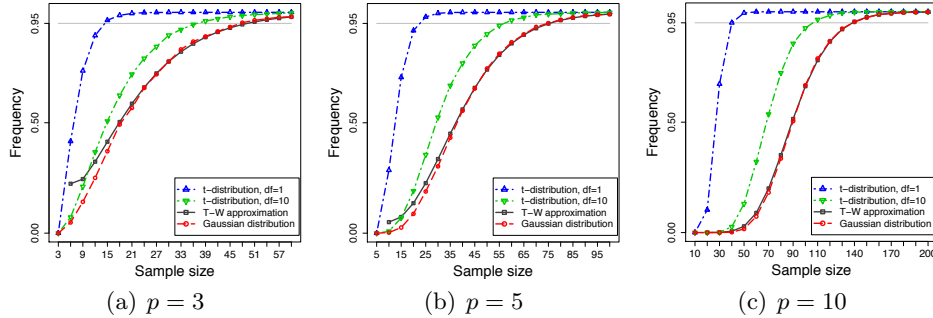 Frequency
0.95
0.50
0.00
t-distribution, df=1
t-distribution, df=10
T-W approximation
Gaussian distribution
3 9 15 21 27 33 39 45 51 57
Sample size
(a) p = 3
Frequency
0.95
0.50
0.00
t-distribution, df=1
t-distribution, df=10
T-W approximation
Gaussian distribution
5 15 25 35 45 55 65 75 85 95
Sample size
(b) p = 5
Frequency
0.95
0.50
0.00
t-distribution, df=1
t-distribution, df=10
T-W approximation
Gaussian distribution
10 30 50 70 90 110 140 170 200
Sample size
(c) p = 10